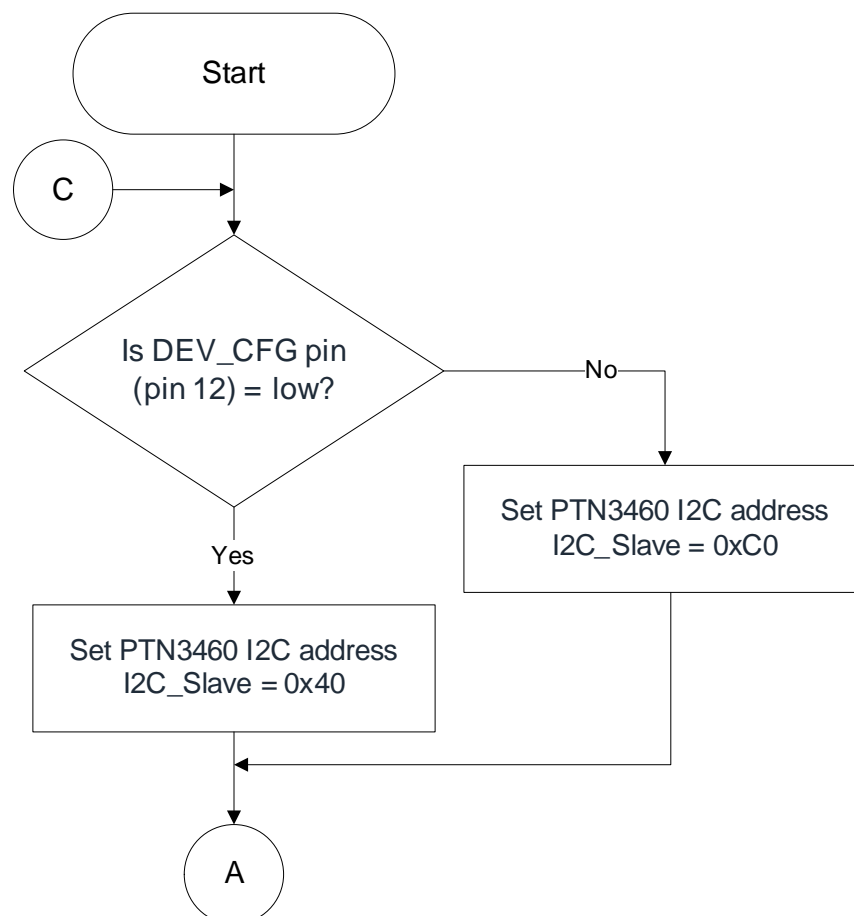 Start
C
Is DEV_CFG pin
(pin 12) = low?
No
Set PTN3460 I2C address
I2C_Slave = 0xC0
Yes
Set PTN3460 I2C address
I2C_Slave = 0x40
A